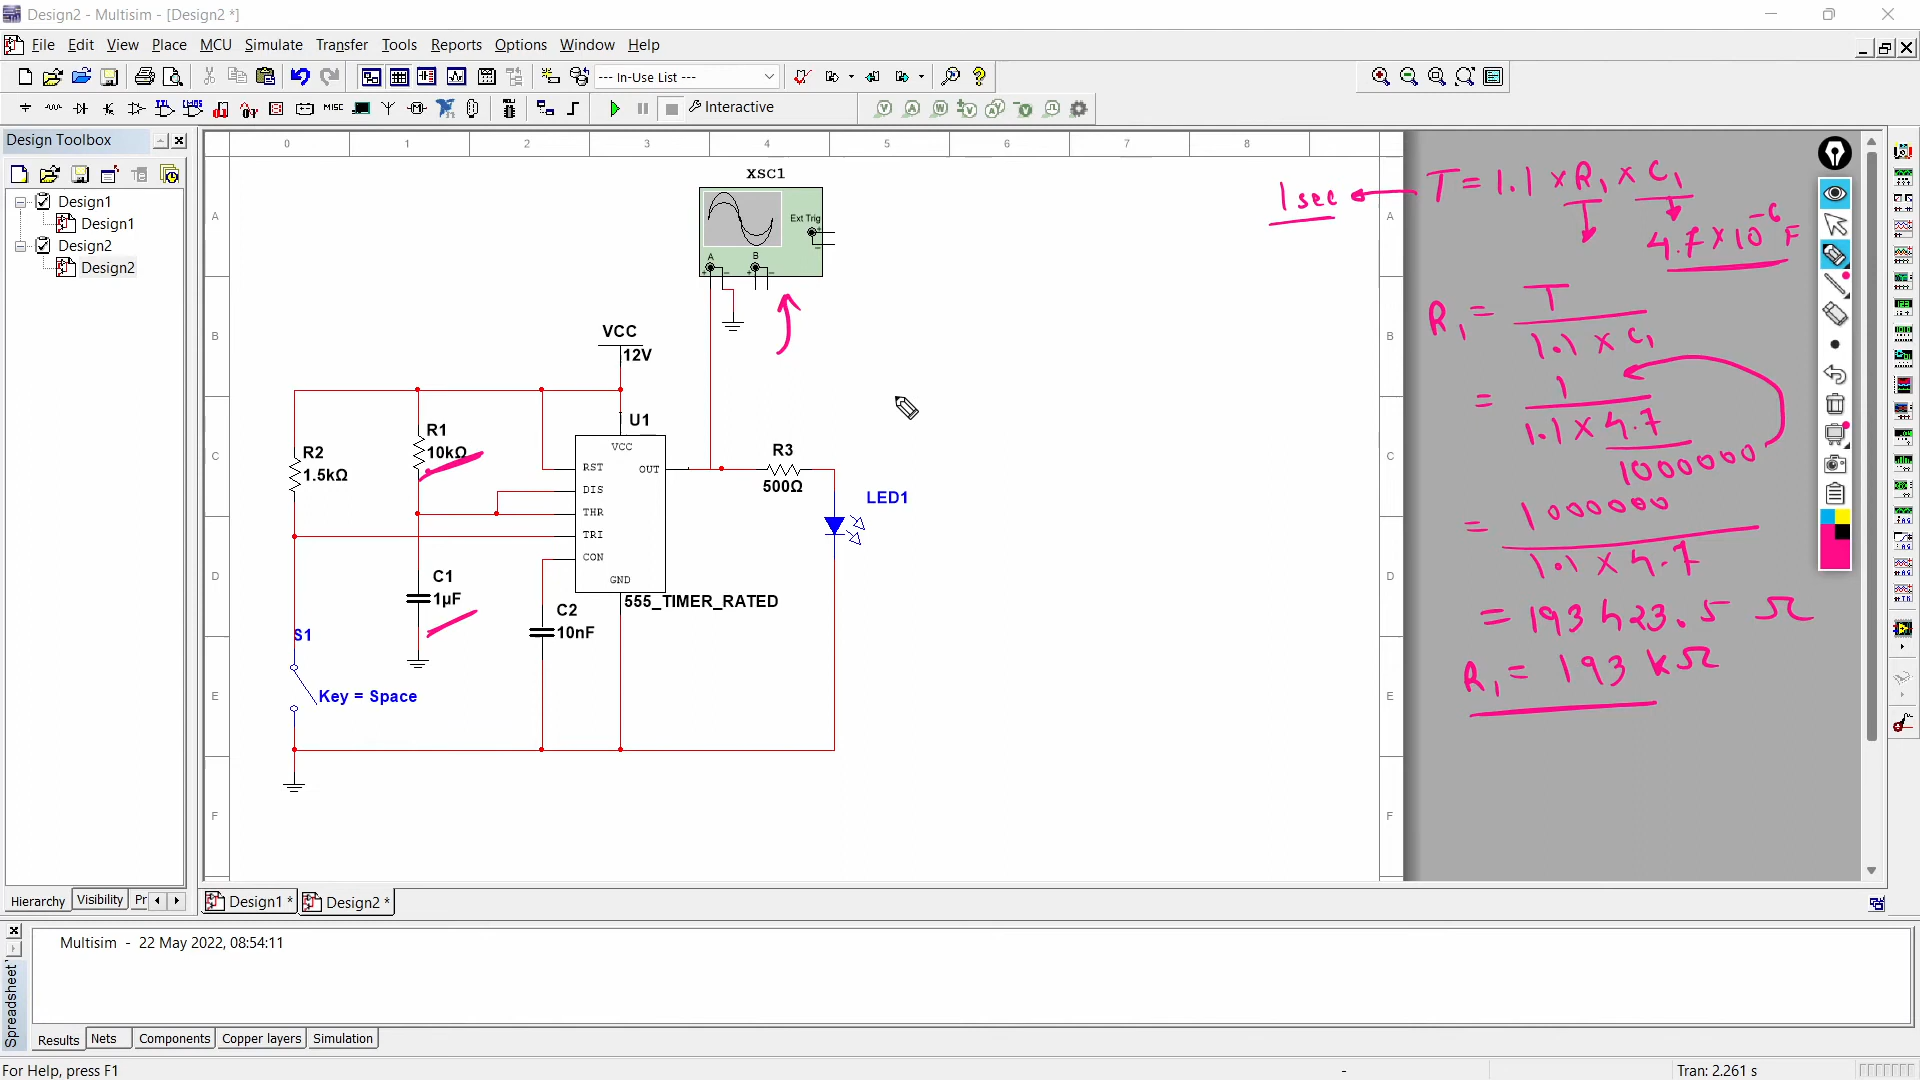 Design2 - Multisim - [Design2 *]
File Edit View Place MCU Simulate Transfer Tools Reports Options Window Help
--- In-Use List ---
MISC
Interactive
Design Toolbox
Design1
Design1
Design2
Design2
Hierarchy Visibility Pr
0 1 2 3 4 5 6 7 8
A
B
C
D
E
F
A
B
C
D
E
F
XSC1
Ext Trig
A B
VCC
12V
U1
VCC
RST
DIS
THR
TRI
CON
OUT
GND
555_TIMER_RATED
R1
10kΩ
R2
1.5kΩ
R3
500Ω
LED1
C1
1µF
C2
10nF
S1
Key = Space
1 sec ← T = 1.1 × R1 × C1
4.7×10⁻⁶ F
R1 = T
1.1 × C1
= 1
1.1 × 4.7
1000000
= 1000000
1.1 × 4.7
= 193423.5 Ω
R1 = 193 kΩ
Design1 * Design2 *
Multisim - 22 May 2022, 08:54:11
Spreadsheet
Results Nets Components Copper layers Simulation
For Help, press F1
-
Tran: 2.261 s